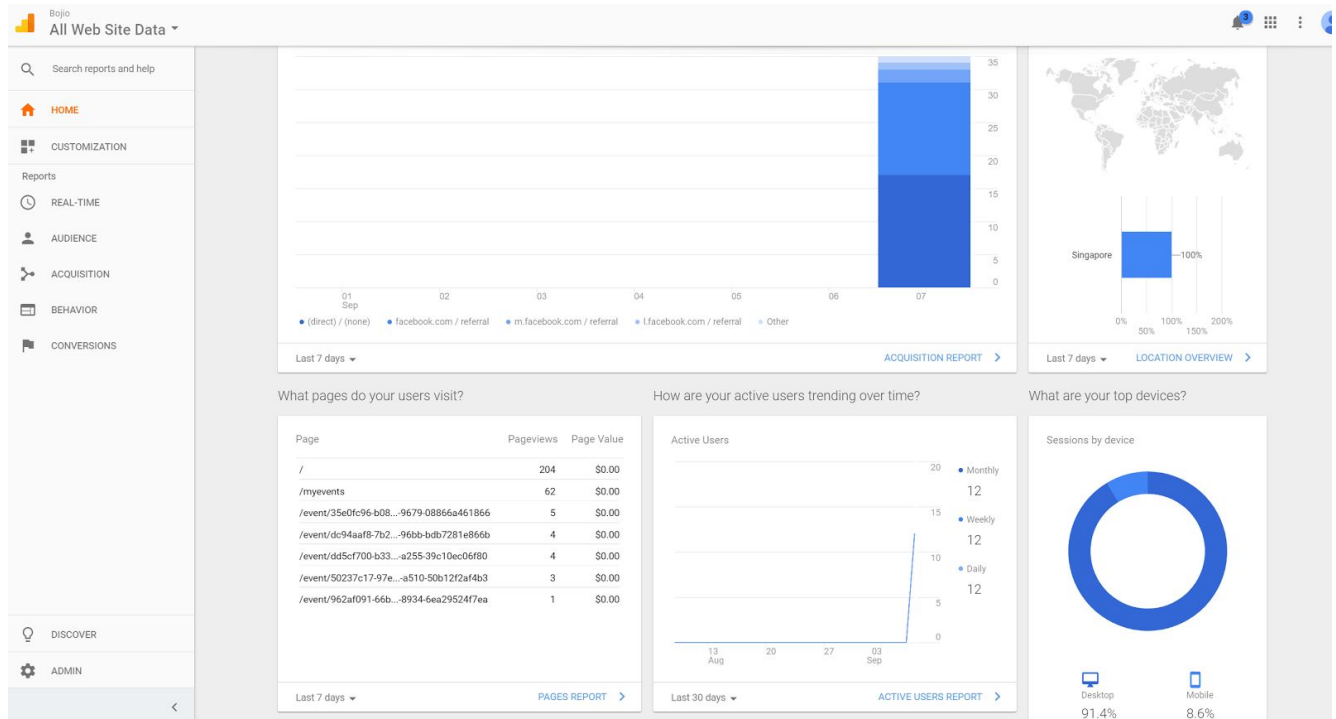 Bojio
All Web Site Data
3
Search reports and help
HOME
CUSTOMIZATION
Reports
REAL-TIME
AUDIENCE
ACQUISITION
BEHAVIOR
CONVERSIONS
DISCOVER
ADMIN
35
30
25
20
15
10
5
0
01 02 03 04 05 06 07
Sep
(direct) / (none) facebook.com / referral m.facebook.com / referral l.facebook.com / referral Other
Last 7 days ACQUISITION REPORT
Singapore 100%
0% 100% 200%
50% 150%
Last 7 days LOCATION OVERVIEW
What pages do your users visit?
Page Pageviews Page Value
/ 204 $0.00
/myevents 62 $0.00
/event/35e0fc96-b08...-9679-08866a461866 5 $0.00
/event/dc94aaf8-7b2...-96bb-bdb7281e866b 4 $0.00
/event/dd5cf700-b33...-a255-39c10ec06f80 4 $0.00
/event/50237c17-97e...-a510-50b12f2af4b3 3 $0.00
/event/962af091-66b...-8934-6ea29524f7ea 1 $0.00
Last 7 days PAGES REPORT
How are your active users trending over time?
Active Users
20
15
10
5
0
13 20 27 03
Aug Sep
Monthly
12
Weekly
12
Daily
12
Last 30 days ACTIVE USERS REPORT
What are your top devices?
Sessions by device
Desktop Mobile
91.4% 8.6%